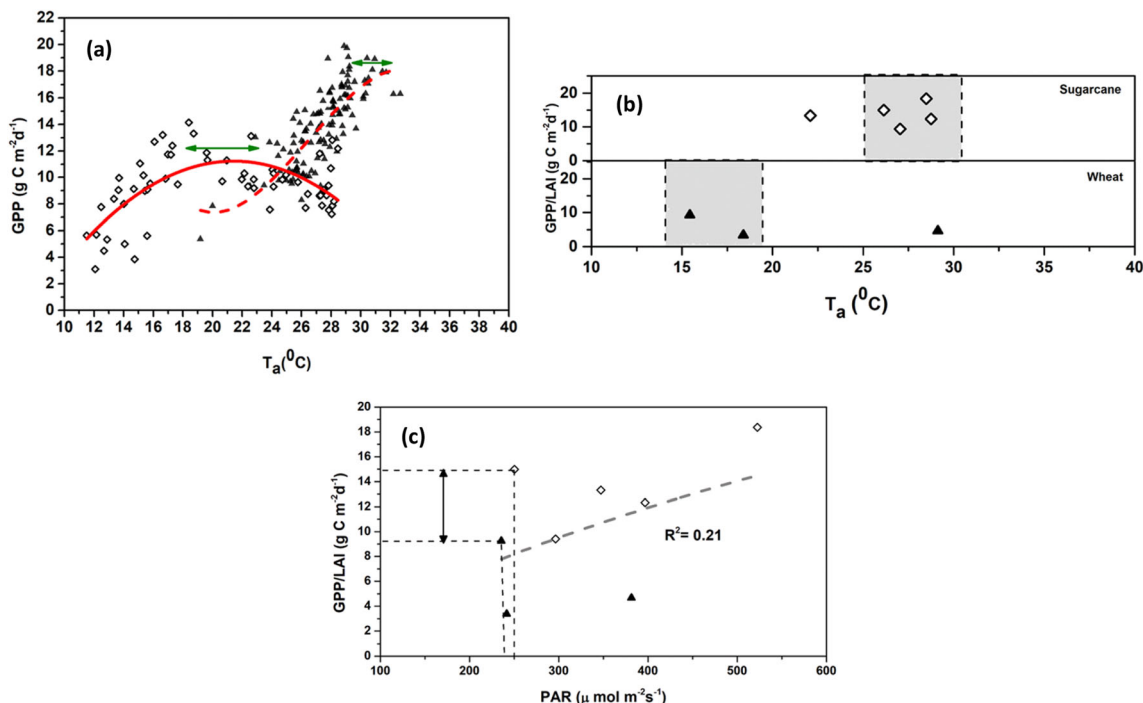 (a)
GPP (g C m⁻²d⁻¹)
22
20
18
16
14
12
10
8
6
4
2
0
10 12 14 16 18 20 22 24 26 28 30 32 34 36 38 40
Tₐ(⁰C)
(b)
GPP/LAI (g C m⁻²d⁻¹)
Sugarcane
20
10
0
Wheat
20
10
0
10 15 20 25 30 35 40
Tₐ (⁰C)
(c)
GPP/LAI (g C m⁻²d⁻¹)
20
18
16
14
12
10
8
6
4
2
0
R²= 0.21
100 200 300 400 500 600
PAR (μ mol m⁻²s⁻¹)